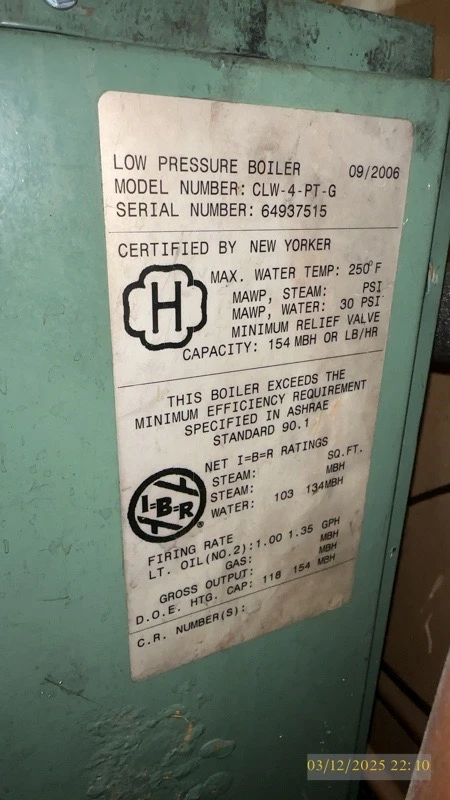 LOW PRESSURE BOILER 09/2006
MODEL NUMBER: CLW-4-PT-G
SERIAL NUMBER: 64937515
CERTIFIED BY NEW YORKER
H
MAX. WATER TEMP: 250°F
MAWP, STEAM: PSI
MAWP, WATER: 30 PSI
MINIMUM RELIEF VALVE
CAPACITY: 154 MBH OR LB/HR
THIS BOILER EXCEEDS THE
MINIMUM EFFICIENCY REQUIREMENT
SPECIFIED IN ASHRAE
STANDARD 90.1
I=B=R®
NET I=B=R RATINGS
STEAM: SQ.FT.
STEAM: MBH
WATER: 103 134MBH
FIRING RATE
LT. OIL(NO.2):1.00 1.35 GPH
GAS: MBH
GROSS OUTPUT: MBH
D.O.E. HTG. CAP: 118 154 MBH
C.R. NUMBER(S):
03/12/2025 22:10